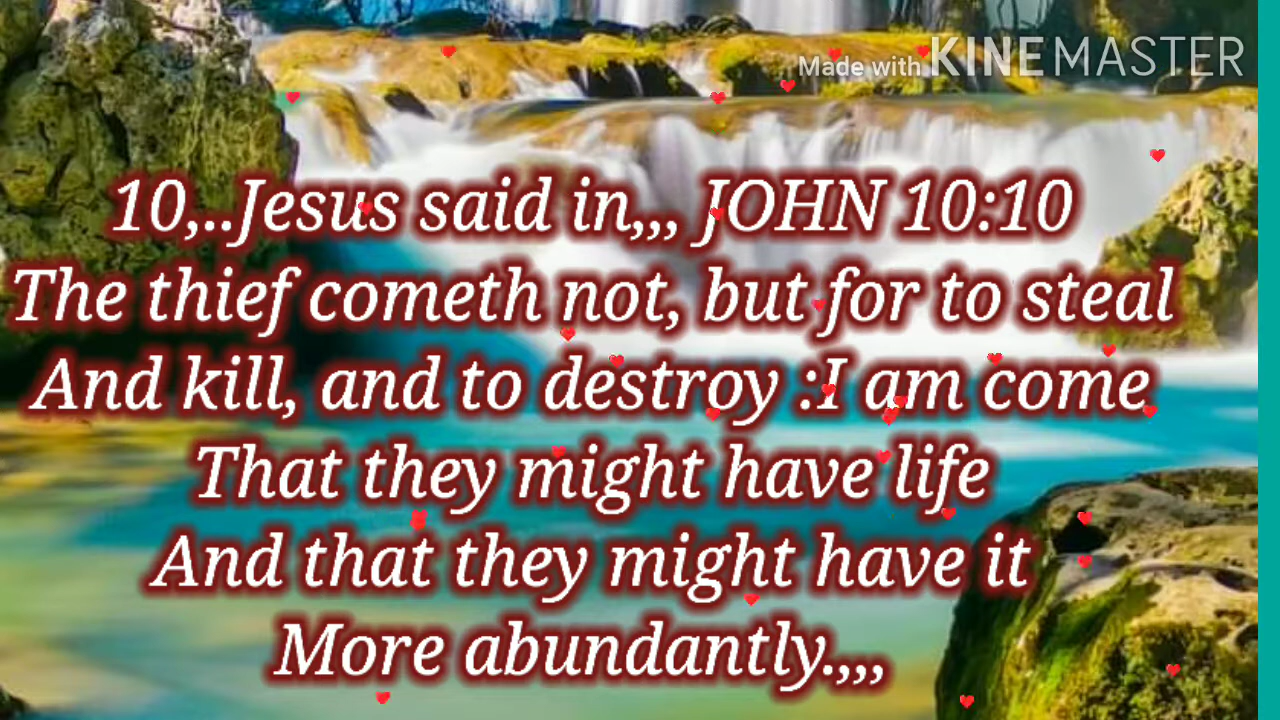 Made with KINEMASTER
10,..Jesus said in,,, JOHN 10:10
The thief cometh not, but for to steal
And kill, and to destroy :I am come
That they might have life
And that they might have it
More abundantly.,,,